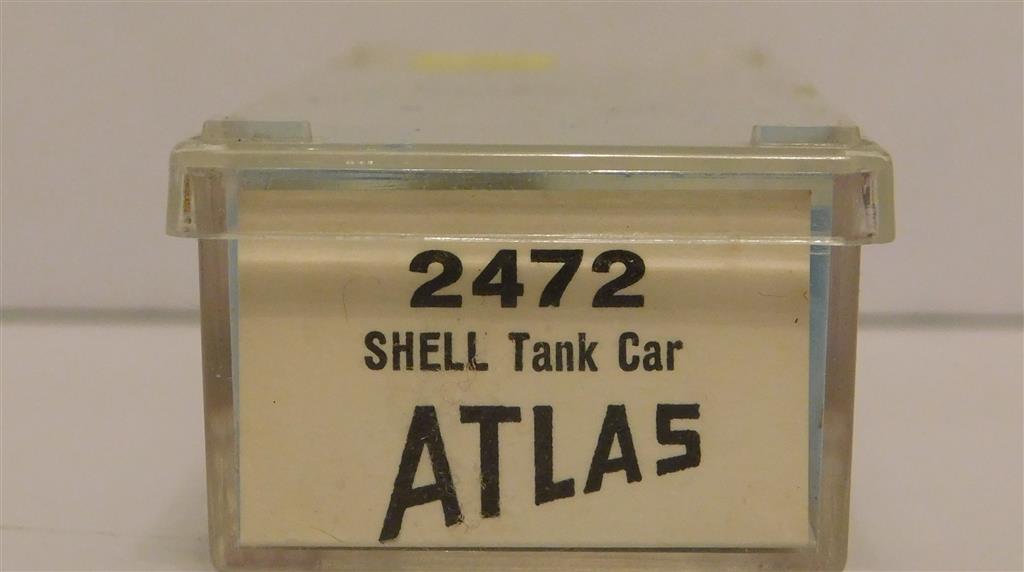 2472
SHELL Tank Car
ATLAS